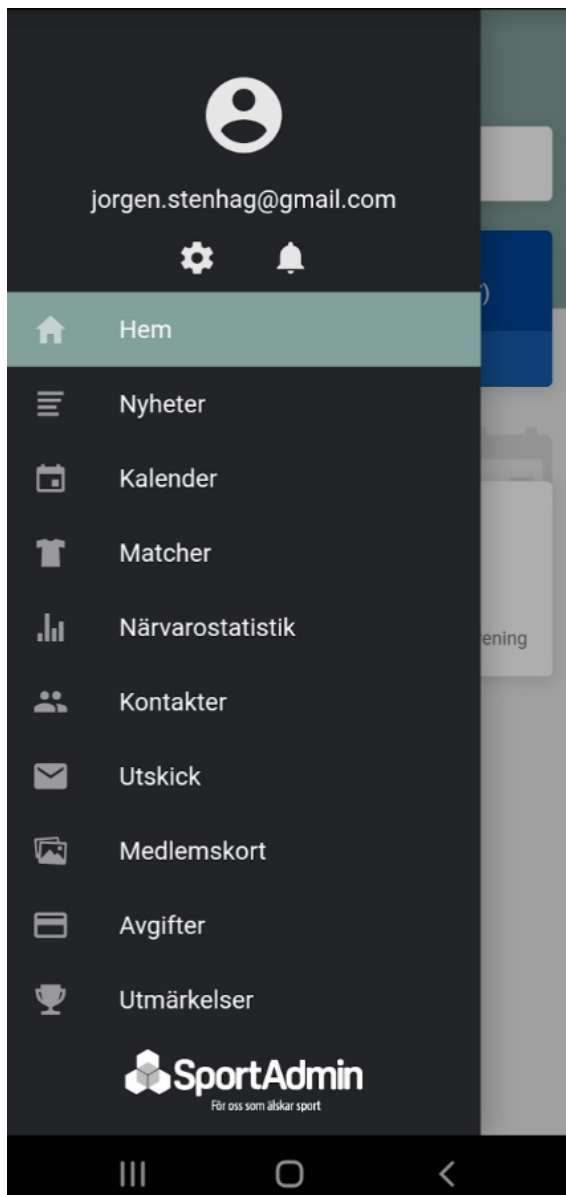 jorgen.stenhag@gmail.com
Hem
Nyheter
Kalender
Matcher
Närvarostatistik
ening
Kontakter
Utskick
Medlemskort
Avgifter
Utmärkelser
SportAdmin
För oss som älskar sport